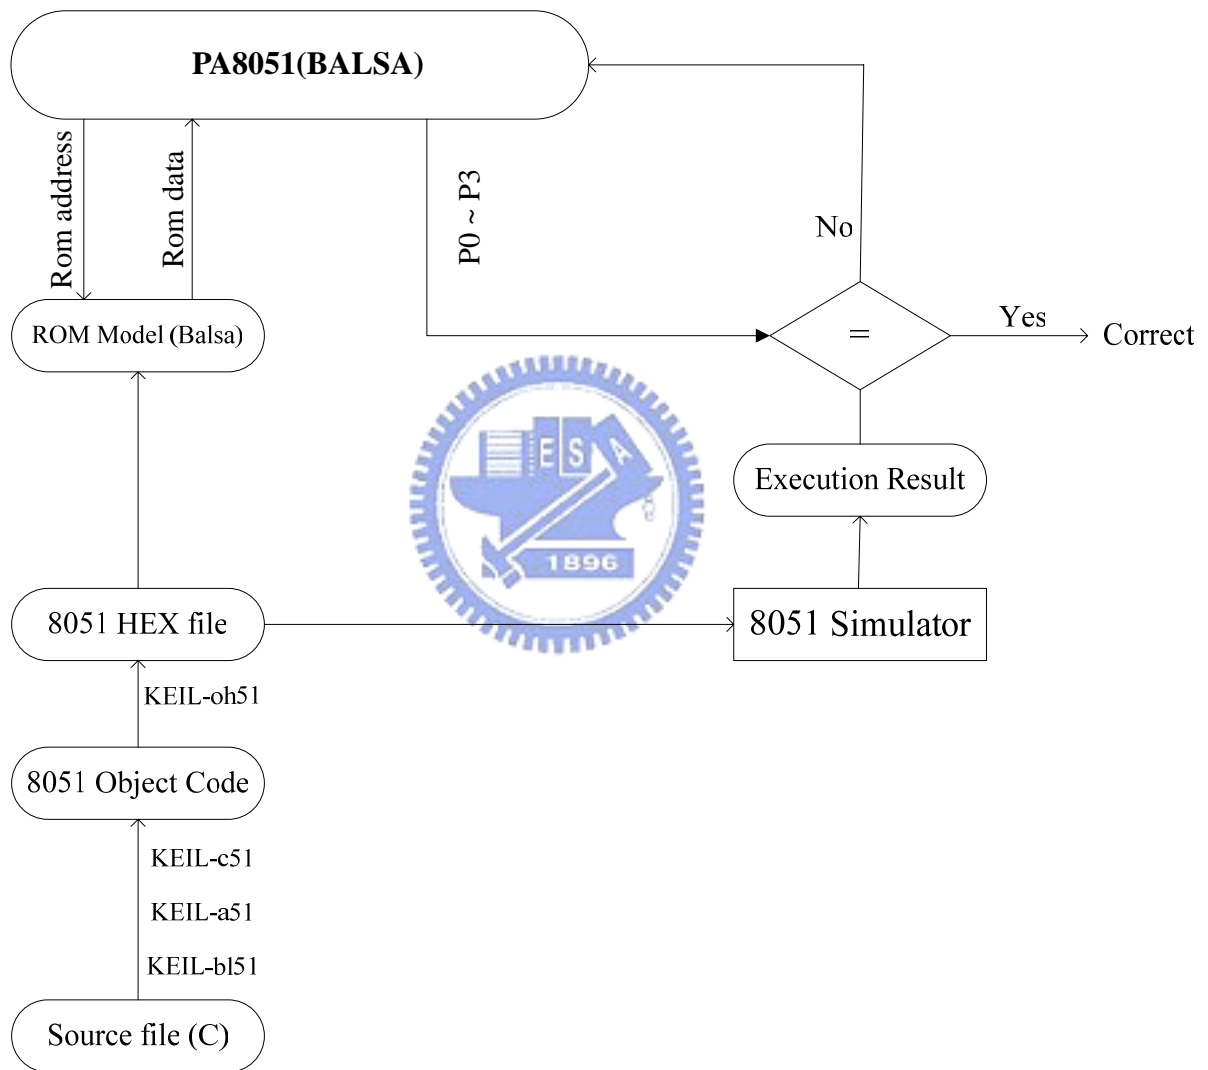 PA8051(BALSA)
Rom address
Rom data
P0 ~ P3
No
ROM Model (Balsa)
=
Yes
Correct
E S A
1896
Execution Result
8051 HEX file
8051 Simulator
KEIL-oh51
8051 Object Code
KEIL-c51
KEIL-a51
KEIL-bl51
Source file (C)